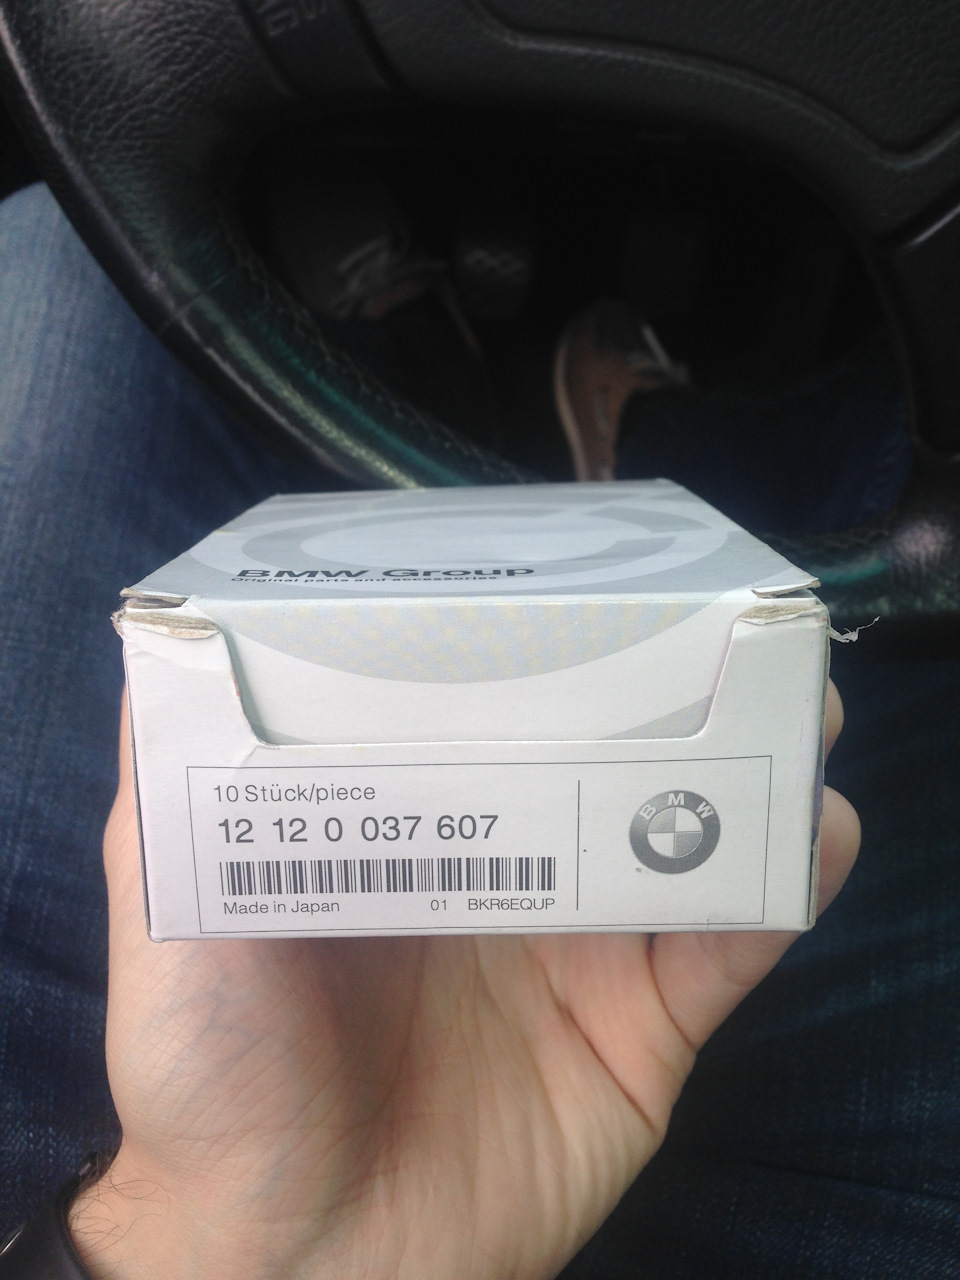 BMW Group
Original parts and accessories
10 Stück/piece
12 12 0 037 607
BMW
Made in Japan 01 BKR6EQUP